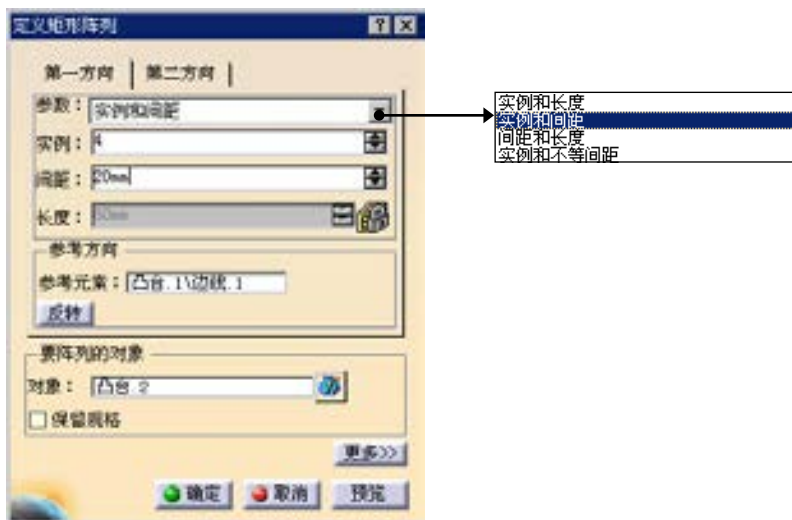 定义矩形阵列
第一方向 第二方向
参数： 实例和间距
实例： 4
间距： 20mm
长度： 60mm
参考方向
参考元素： 凸台.1\边线.1
反转
要阵列的对象
对象： 凸台.2
保留规格
更多>>
确定 取消 预览
实例和长度
实例和间距
间距和长度
实例和不等间距